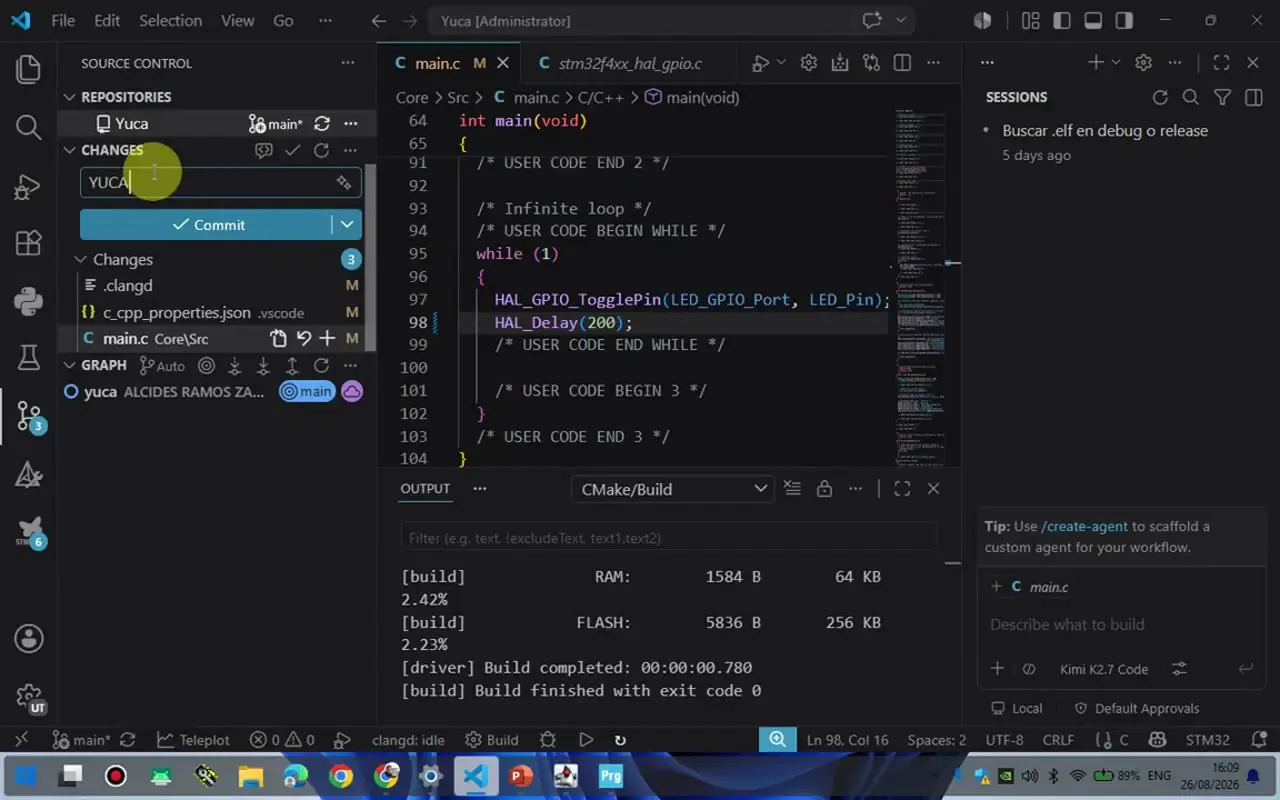 File Edit Selection View Go ··· Yuca [Administrator]
SOURCE CONTROL
REPOSITORIES
Yuca main*
CHANGES
YUCA
Commit
Changes 3
.clangd M
c_cpp_properties.json .vscode M
main.c Core\Src M
GRAPH Auto
yuca ALCIDES RAMOS ZA... main
3
6
UT
main.c M stm32f4xx_hal_gpio.c
Core > Src > C main.c > C/C++ > main(void)
64 int main(void)
65 {
91 /* USER CODE END 2 */
92
93 /* Infinite loop */
94 /* USER CODE BEGIN WHILE */
95 while (1)
96 {
97 HAL_GPIO_TogglePin(LED_GPIO_Port, LED_Pin);
98 HAL_Delay(200);
99 /* USER CODE END WHILE */
100
101 /* USER CODE BEGIN 3 */
102 }
103 /* USER CODE END 3 */
104 }
OUTPUT ··· CMake/Build
Filter (e.g. text, !excludeText, text1,text2)
[build] RAM: 1584 B 64 KB
2.42%
[build] FLASH: 5836 B 256 KB
2.23%
[driver] Build completed: 00:00:00.780
[build] Build finished with exit code 0
SESSIONS
Buscar .elf en debug o release
5 days ago
Tip: Use /create-agent to scaffold a
custom agent for your workflow.
+ C main.c
Describe what to build
Kimi K2.7 Code
Local Default Approvals
main* Teleplot 0 0 clangd: idle Build Ln 98, Col 16 Spaces: 2 UTF-8 CRLF {} C STM32
Prg 89% ENG 16:09
26/08/2026